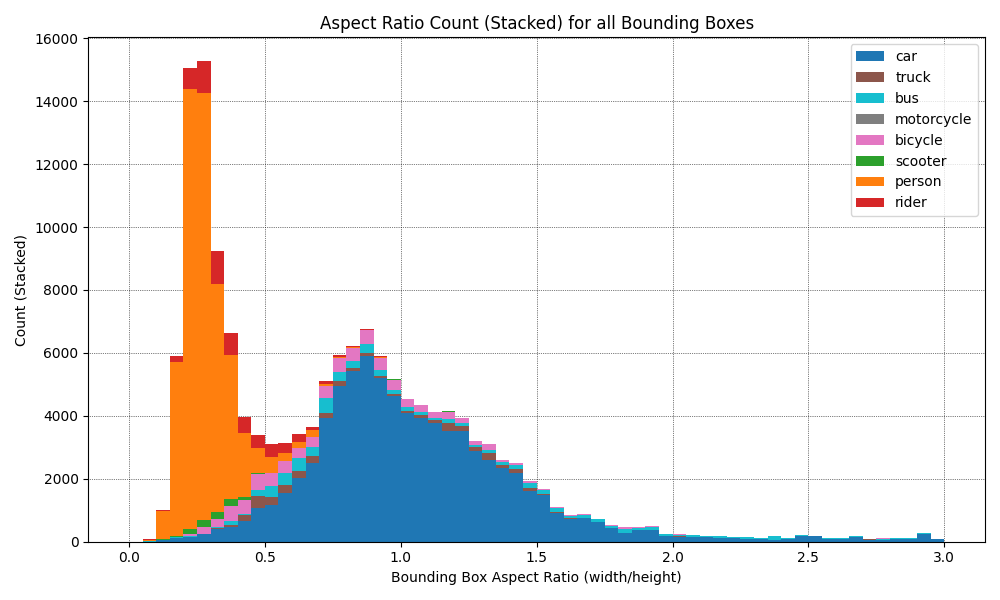 Aspect Ratio Count (Stacked) for all Bounding Boxes
16000
14000
12000
10000
8000
6000
4000
2000
0
Count (Stacked)
car
truck
bus
motorcycle
bicycle
scooter
person
rider
0.0 0.5 1.0 1.5 2.0 2.5 3.0
Bounding Box Aspect Ratio (width/height)